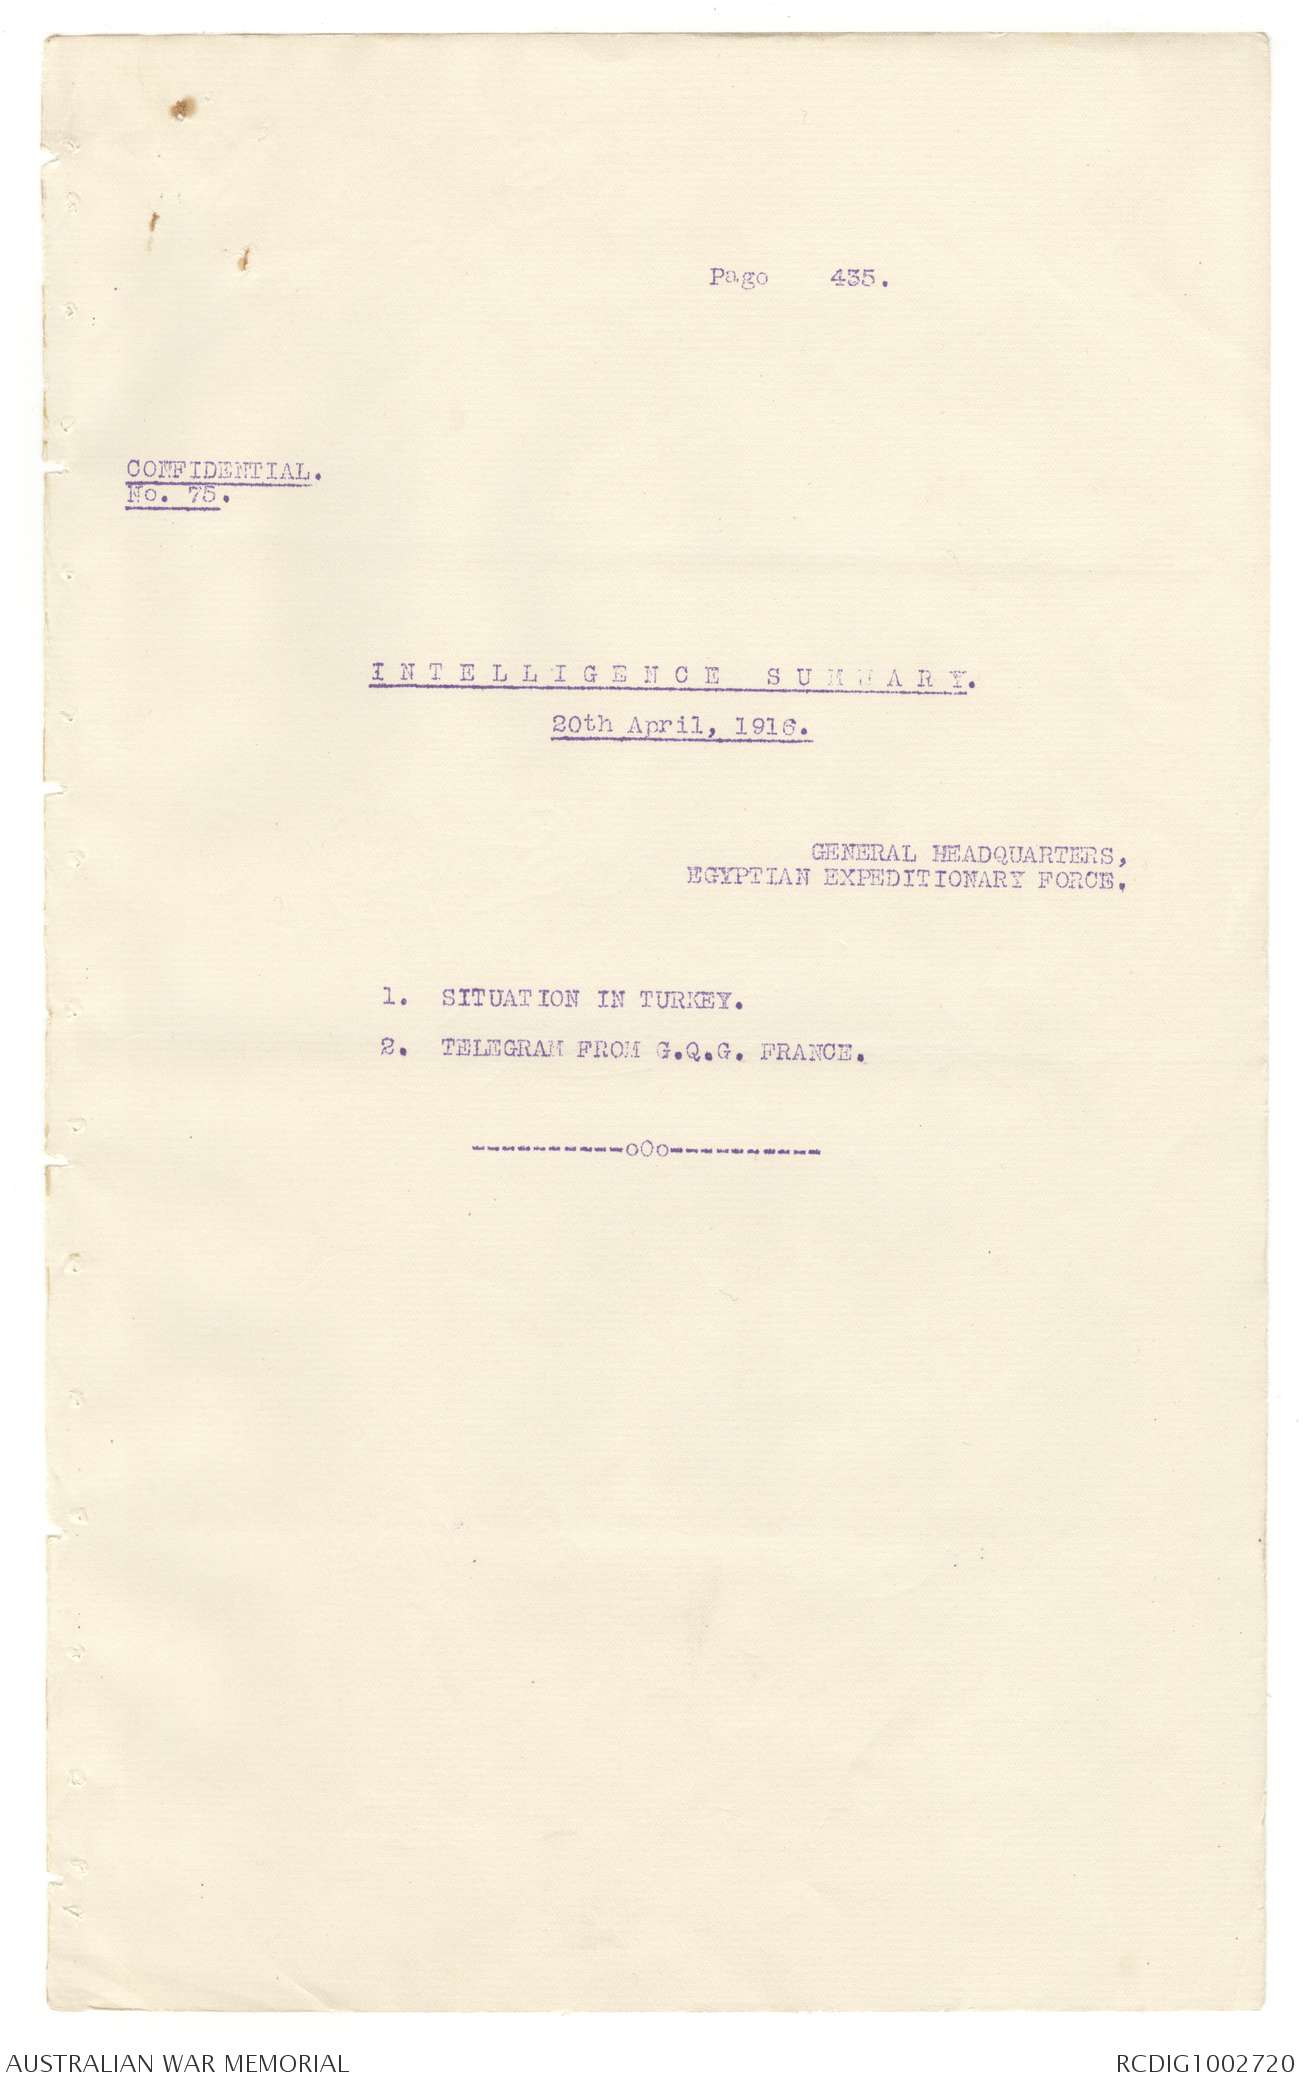 Page 435.
CONFIDENTIAL.
No. 75.
INTELLIGENCE SUMMARY.
20th April, 1916.
GENERAL HEADQUARTERS,
EGYPTIAN EXPEDITIONARY FORCE.
1. SITUATION IN TURKEY.
2. TELEGRAM FROM G.Q.G. FRANCE.
----------oOo----------
AUSTRALIAN WAR MEMORIAL
RCDIG1002720